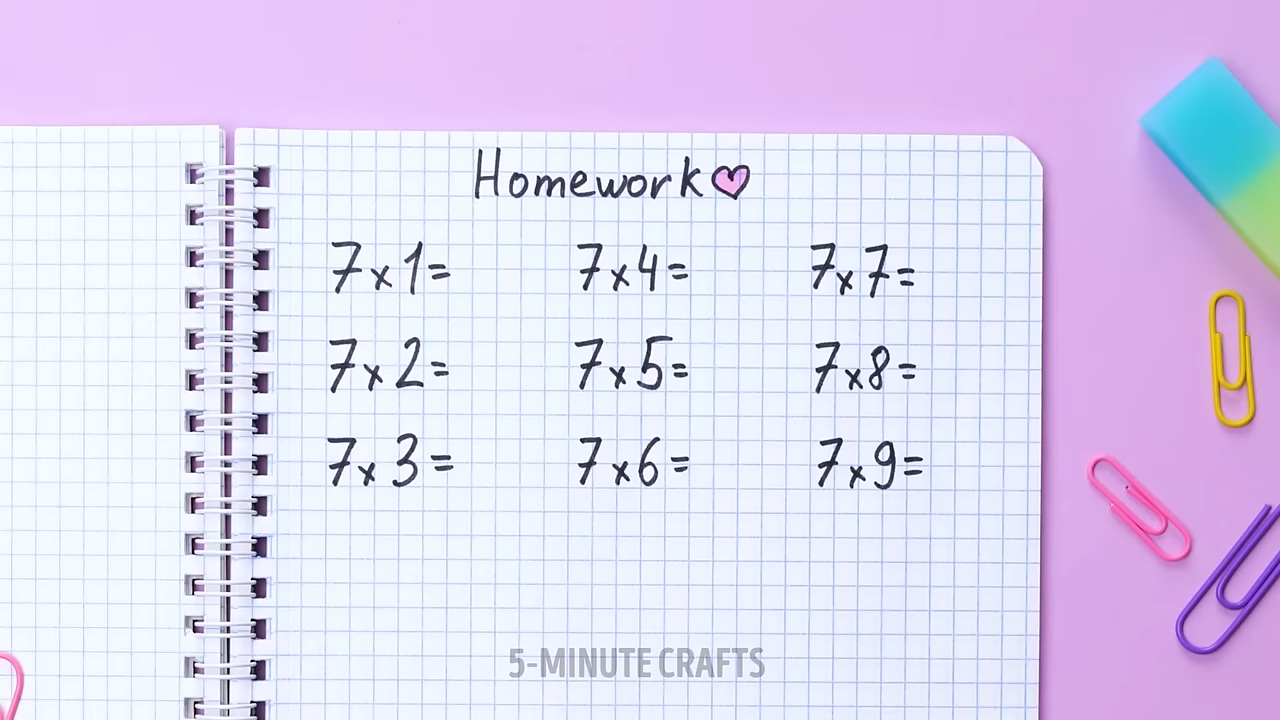 Homework
7x1=
7x4=
7x7=
7x2=
7x5=
7x8=
7x3=
7x6=
7x9=
5-MINUTE CRAFTS